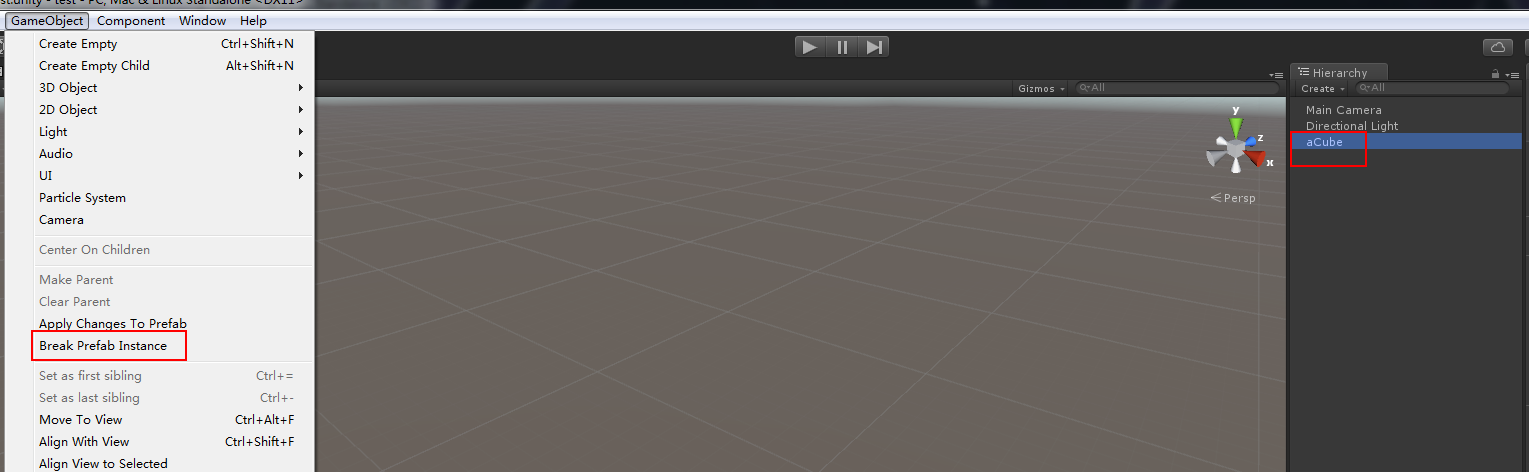 st.unity - test - PC, Mac & Linux Standalone <DX11>
GameObject Component Window Help
Create Empty Ctrl+Shift+N
Create Empty Child Alt+Shift+N
3D Object
2D Object
Light
Audio
UI
Particle System
Camera
Center On Children
Make Parent
Clear Parent
Apply Changes To Prefab
Break Prefab Instance
Set as first sibling Ctrl+=
Set as last sibling Ctrl+-
Move To View Ctrl+Alt+F
Align With View Ctrl+Shift+F
Align View to Selected
Gizmos All
y
z
x
Persp
Hierarchy
Create All
Main Camera
Directional Light
aCube